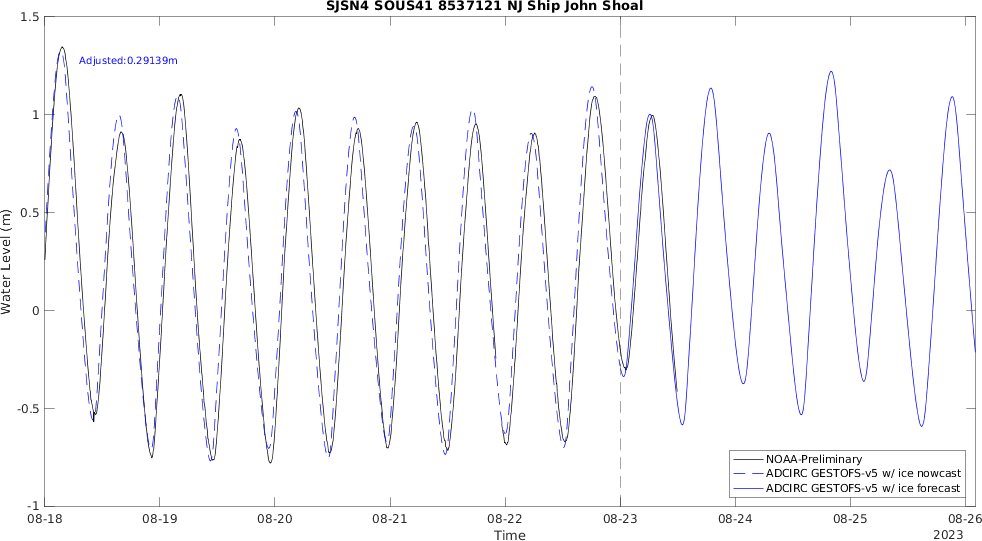 SJSN4 SOUS41 8537121 NJ Ship John Shoal
Adjusted:0.29139m
Water Level (m)
1.5
1
0.5
0
-0.5
-1
08-18
08-19
08-20
08-21
08-22
08-23
08-24
08-25
08-26
2023
Time
NOAA-Preliminary
ADCIRC GESTOFS-v5 w/ ice nowcast
ADCIRC GESTOFS-v5 w/ ice forecast